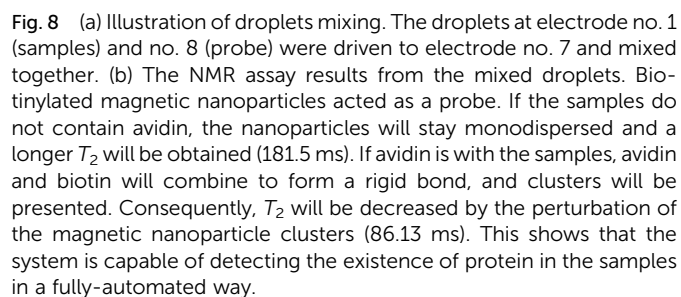 Fig. 8 (a) Illustration of droplets mixing. The droplets at electrode no. 1
(samples) and no. 8 (probe) were driven to electrode no. 7 and mixed
together. (b) The NMR assay results from the mixed droplets. Bio-
tinylated magnetic nanoparticles acted as a probe. If the samples do
not contain avidin, the nanoparticles will stay monodispersed and a
longer T2 will be obtained (181.5 ms). If avidin is with the samples, avidin
and biotin will combine to form a rigid bond, and clusters will be
presented. Consequently, T2 will be decreased by the perturbation of
the magnetic nanoparticle clusters (86.13 ms). This shows that the
system is capable of detecting the existence of protein in the samples
in a fully-automated way.